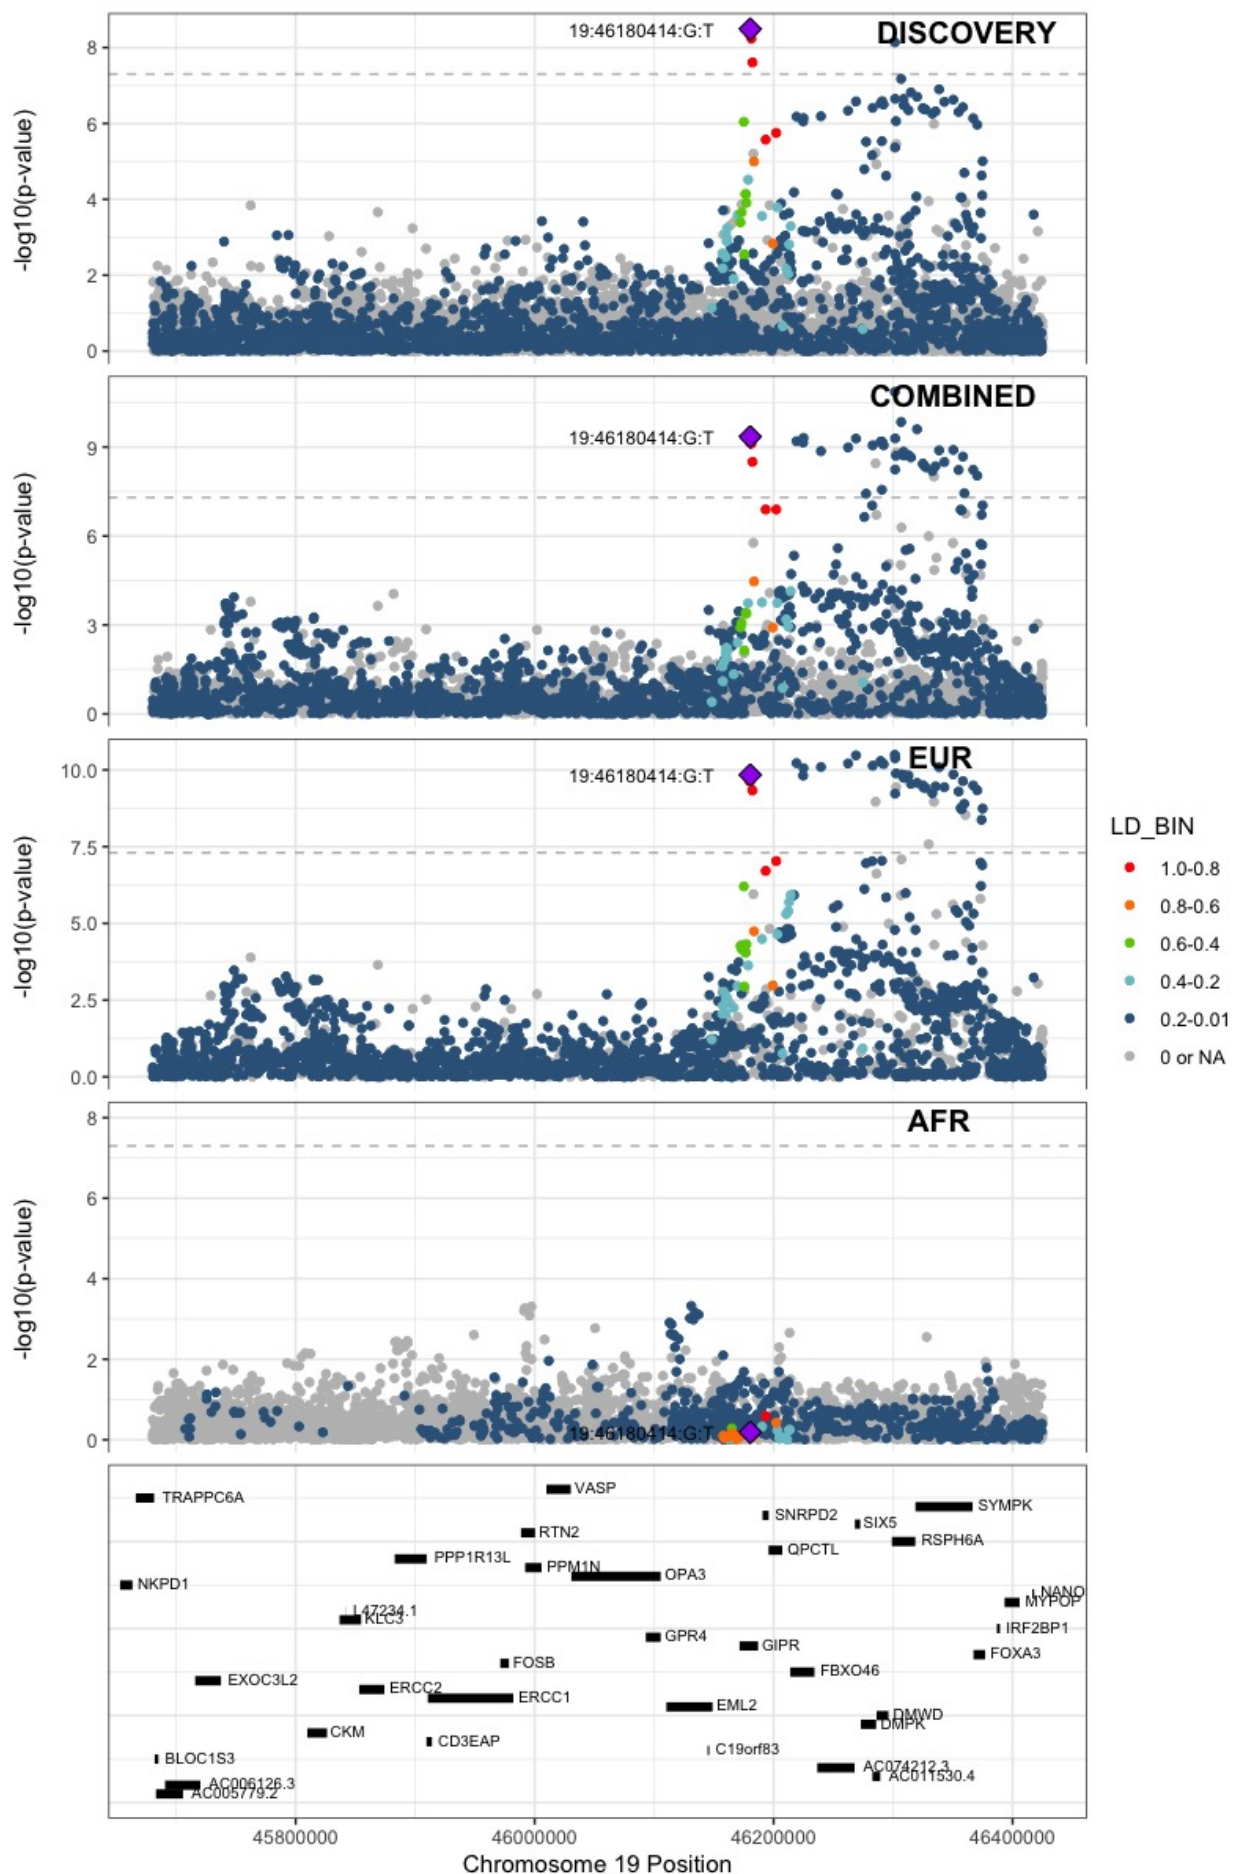 DISCOVERY
19:46180414:G:T
8
6
4
2
0
-log10(p-value)
COMBINED
19:46180414:G:T
9
6
3
0
-log10(p-value)
EUR
19:46180414:G:T
10.0
7.5
5.0
2.5
0.0
-log10(p-value)
LD_BIN
1.0-0.8
0.8-0.6
0.6-0.4
0.4-0.2
0.2-0.01
0 or NA
AFR
8
6
4
2
0
19:46180414:G:T
-log10(p-value)
VASP
TRAPPC6A
SYMPK
SNRPD2
SIX5
RTN2
RSPH6A
QPCTL
PPP1R13L
PPM1N
OPA3
NKPD1
NANO
MYPOP
L47234.1
KLC3
IRF2BP1
GPR4
GIPR
FOXA3
FOSB
FBXO46
EXOC3L2
ERCC2
ERCC1
EML2
DMWD
DMPK
CKM
CD3EAP
C19orf83
BLOC1S3
AC074212.3
AC011530.4
AC006126.3
AC005779.2
45800000 46000000 46200000 46400000
Chromosome 19 Position